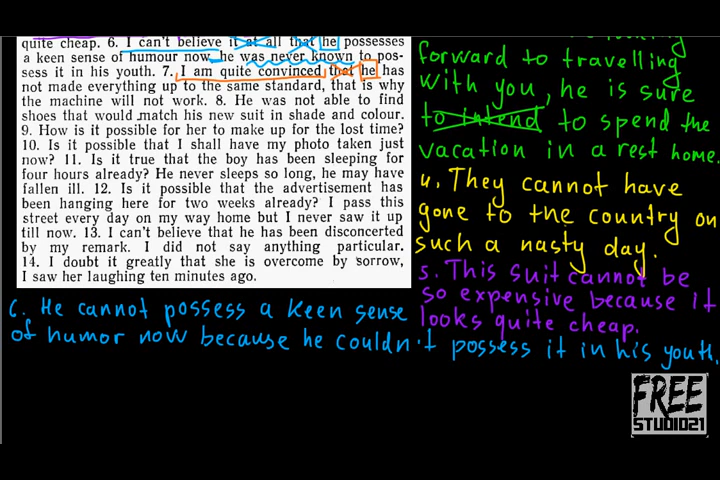 quite cheap. 6. I can't believe it at all that he possesses
a keen sense of humour now, he was never known to pos-
sess it in his youth. 7. I am quite convinced that he has
not made everything up to the same standard, that is why
the machine will not work. 8. He was not able to find
shoes that would match his new suit in shade and colour.
9. How is it possible for her to make up for the lost time?
10. Is it possible that I shall have my photo taken just
now? 11. Is it true that the boy has been sleeping for
four hours already? He never sleeps so long, he may have
fallen ill. 12. Is it possible that the advertisement has
been hanging here for two weeks already? I pass this
street every day on my way home but I never saw it up
till now. 13. I can't believe that he has been disconcerted
by my remark. I did not say anything particular.
14. I doubt it greatly that she is overcome by sorrow,
I saw her laughing ten minutes ago.
forward to travelling
with you, he is sure
to intend to spend the
vacation in a rest home.
4. They cannot have
gone to the country on
such a nasty day.
5. This suit cannot be
so expensive because it
looks quite cheap.
6. He cannot possess a keen sense
of humor now because he couldn't possess it in his youth.
FREE
STUDIO21